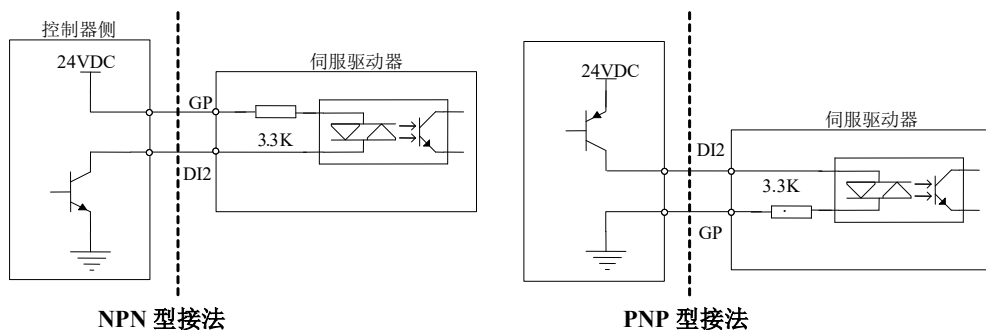 控制器侧
24VDC
伺服驱动器
GP
3.3K
DI2
NPN 型接法
24VDC
伺服驱动器
DI2
3.3K
GP
PNP 型接法